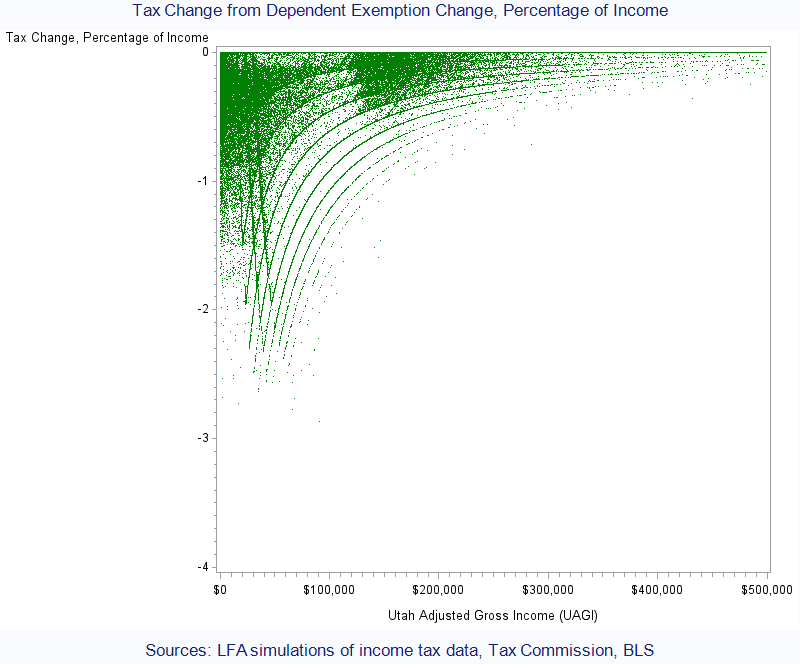 Tax Change from Dependent Exemption Change, Percentage of Income
Tax Change, Percentage of Income
0
-1
-2
-3
-4
$0 $100,000 $200,000 $300,000 $400,000 $500,000
Utah Adjusted Gross Income (UAGI)
Sources: LFA simulations of income tax data, Tax Commission, BLS